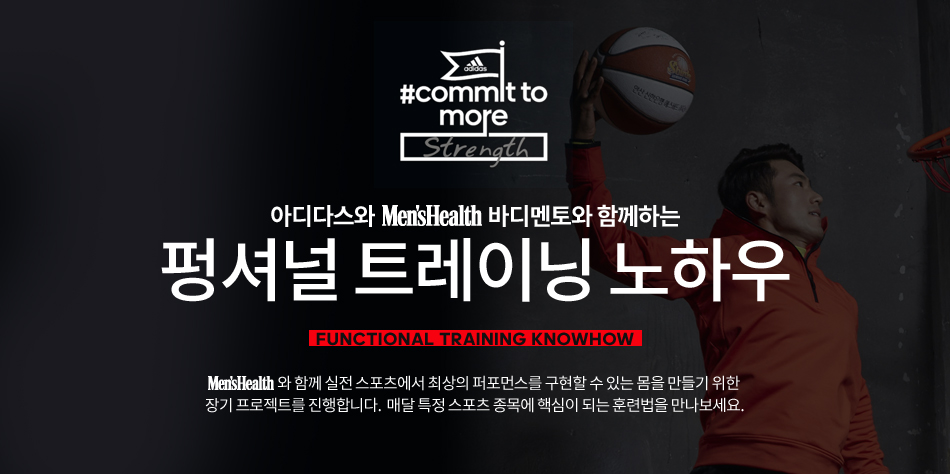 adidas
#commit to
more
Strength
아디다스와 Men'sHealth 바디멘토와 함께하는
펑셔널 트레이닝 노하우
FUNCTIONAL TRAINING KNOWHOW
Men'sHealth 와 함께 실전 스포츠에서 최상의 퍼포먼스를 구현할 수 있는 몸을 만들기 위한
장기 프로젝트를 진행합니다. 매달 특정 스포츠 종목에 핵심이 되는 훈련법을 만나보세요.